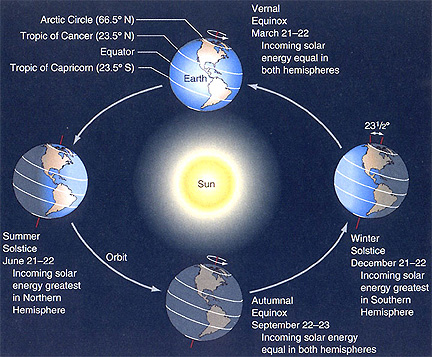 Arctic Circle (66.5° N)
Tropic of Cancer (23.5° N)
Equator
Tropic of Capricorn (23.5° S)
Earth
Vernal
Equinox
March 21–22
Incoming solar
energy equal in
both hemispheres
23½°
Sun
Summer
Solstice
June 21–22
Incoming solar
energy greatest
in Northern
Hemisphere
Orbit
Autumnal
Equinox
September 22–23
Incoming solar energy
equal in both hemispheres
Winter
Solstice
December 21–22
Incoming solar
energy greatest
in Southern
Hemisphere